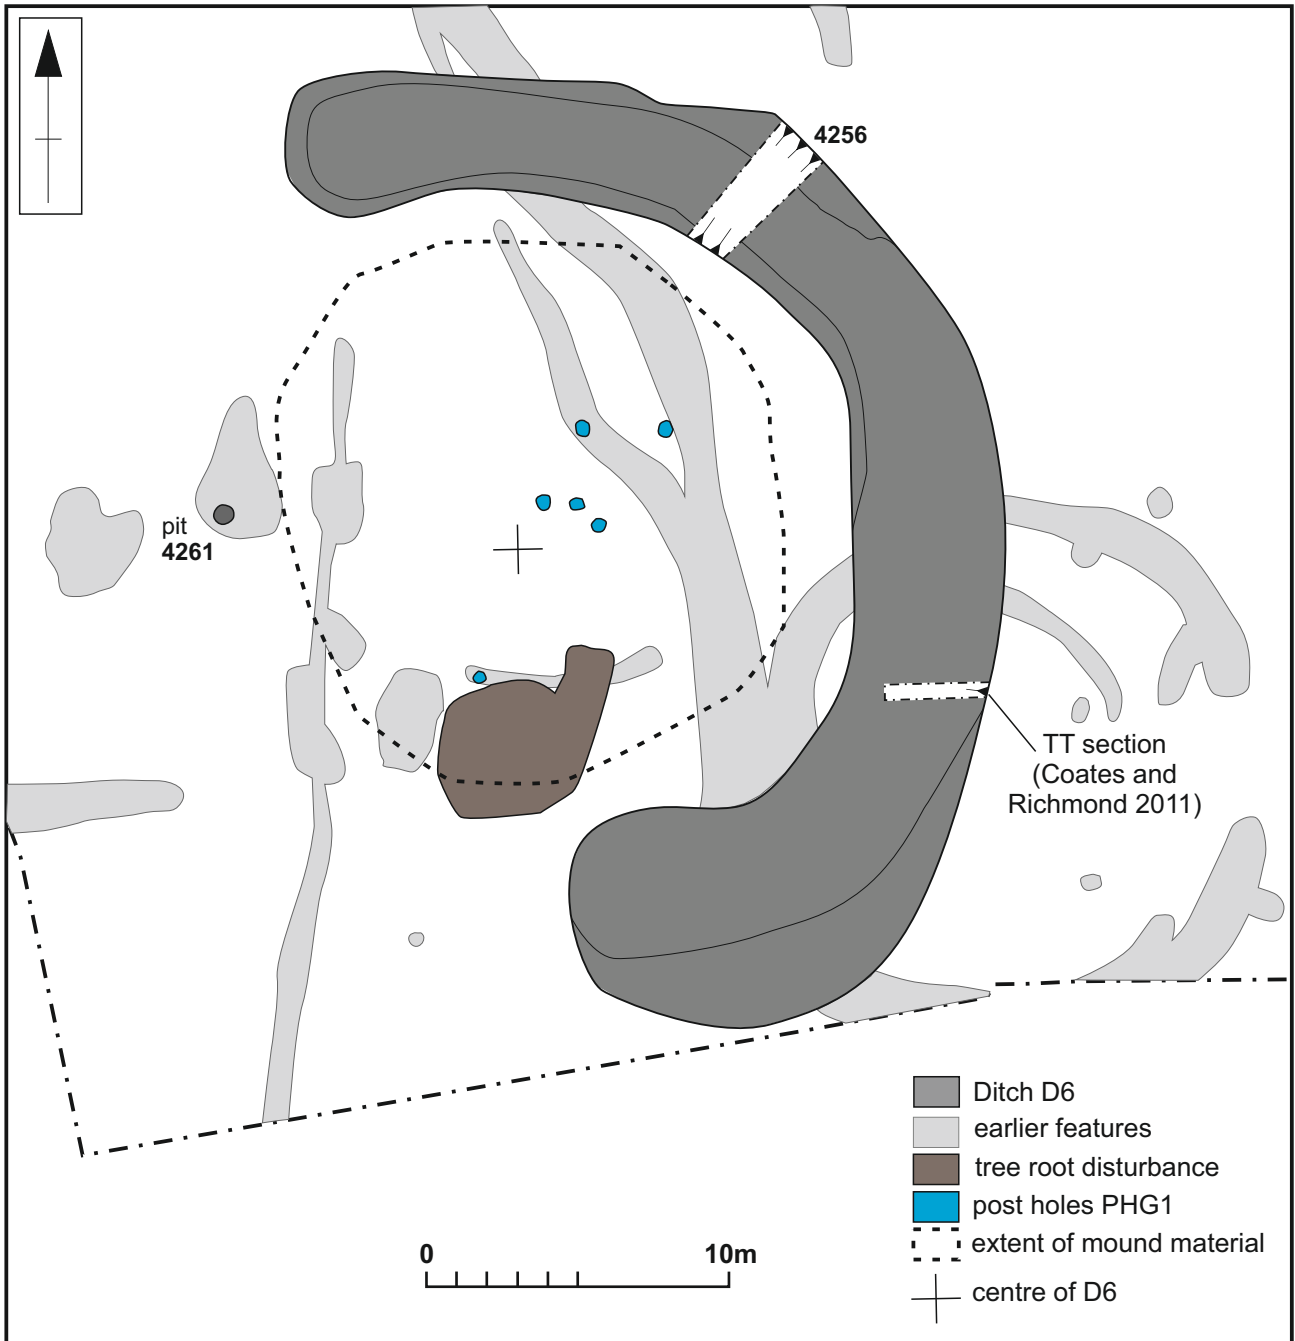 4256
pit
4261
TT section
(Coates and
Richmond 2011)
Ditch D6
earlier features
tree root disturbance
post holes PHG1
extent of mound material
centre of D6
0 10m